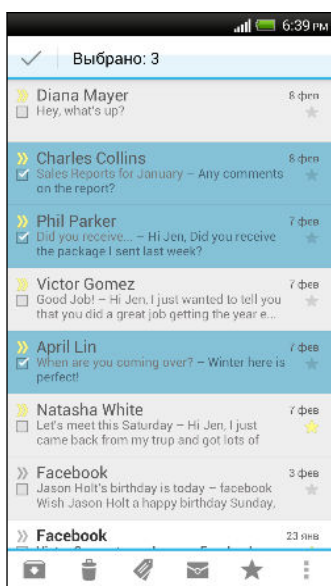 6:39 PM
Выбрано: 3
Diana Mayer 8 фев
Hey, what's up?
Charles Collins 8 фев
Sales Reports for January – Any comments
on the report?
Phil Parker 7 фев
Did you receive... – Hi Jen, Did you receive
the package I sent last week?
Victor Gomez 7 фев
Good Job! – Hi Jen, I just wanted to tell you
that you did a great job getting the year e...
April Lin 7 фев
When are you coming over? – Winter here is
perfect!
Natasha White 7 фев
Let's meet this Saturday – Hi Jen, I just
came back from my trup and got lots of
Facebook 3 фев
Jason Holt's birthday is today – facebook
Wish Jason Holt a happy birthday Sunday,
Facebook 23 янв